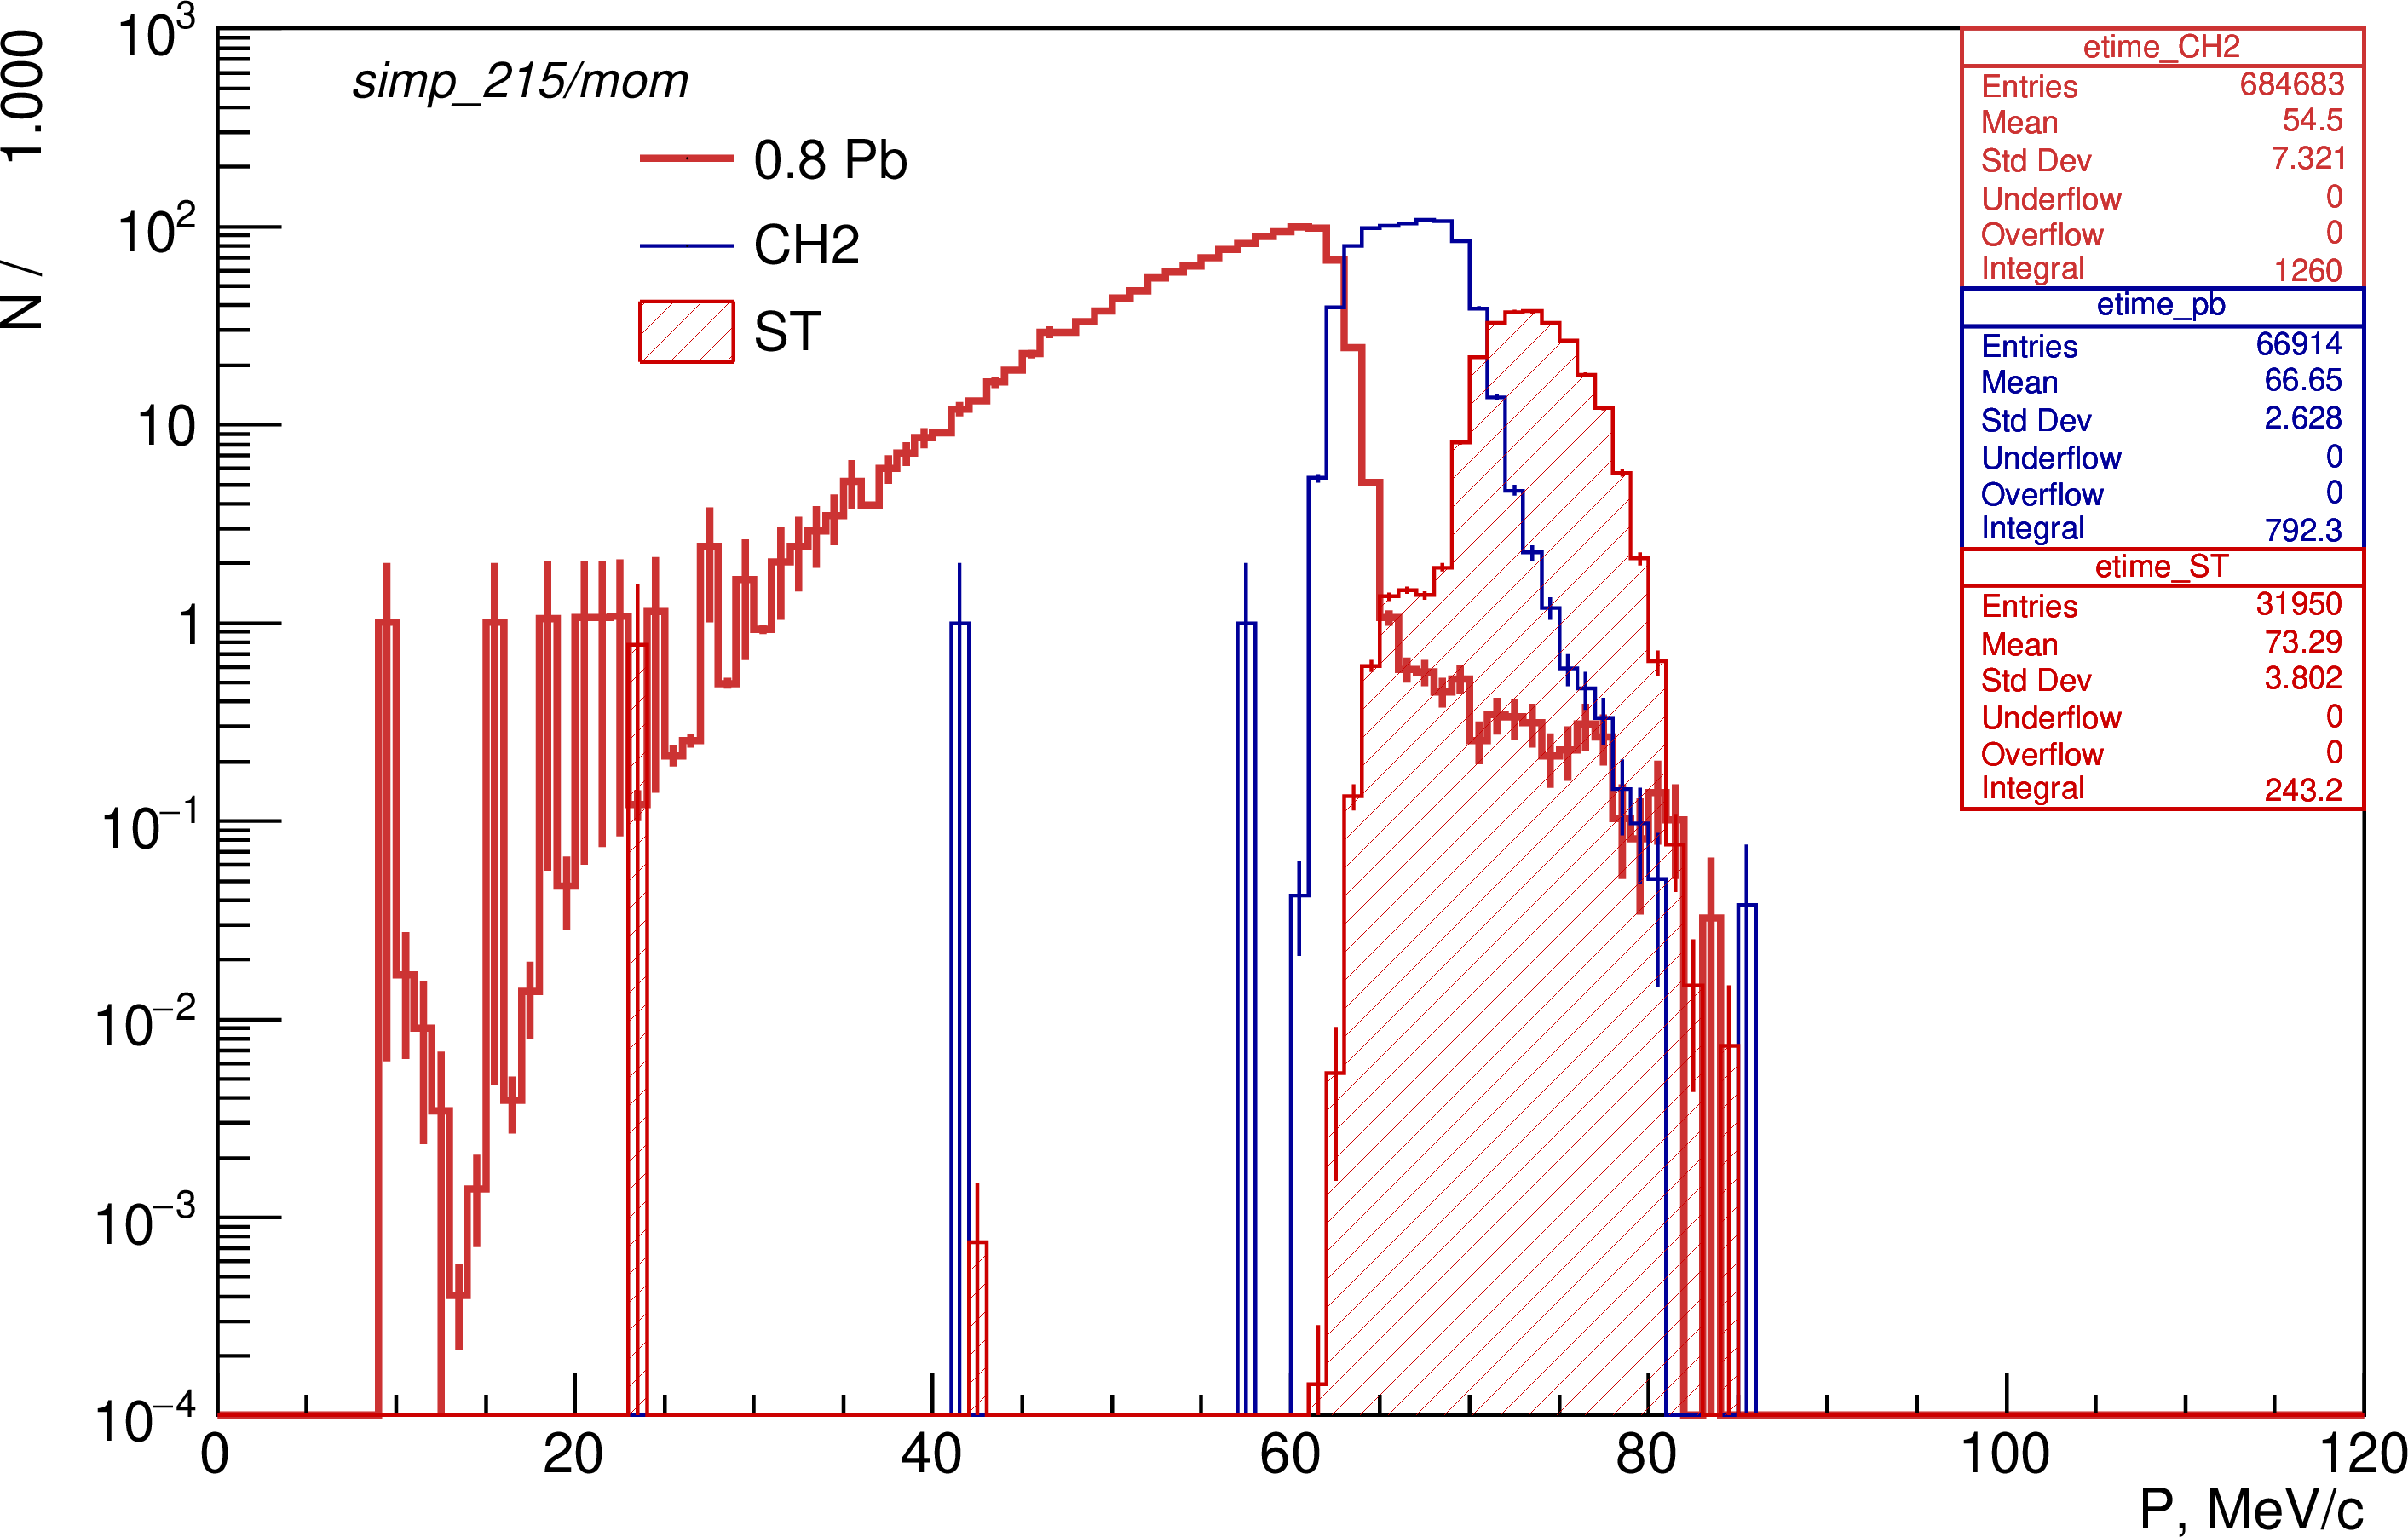 N / 1.000
10³
10²
10
1
10⁻¹
10⁻²
10⁻³
10⁻⁴
simp_215/mom
0.8 Pb
CH2
ST
etime_CH2
Entries 684683
Mean 54.5
Std Dev 7.321
Underflow 0
Overflow 0
Integral 1260
etime_pb
Entries 66914
Mean 66.65
Std Dev 2.628
Underflow 0
Overflow 0
Integral 792.3
etime_ST
Entries 31950
Mean 73.29
Std Dev 3.802
Underflow 0
Overflow 0
Integral 243.2
0 20 40 60 80 100 120
P, MeV/c